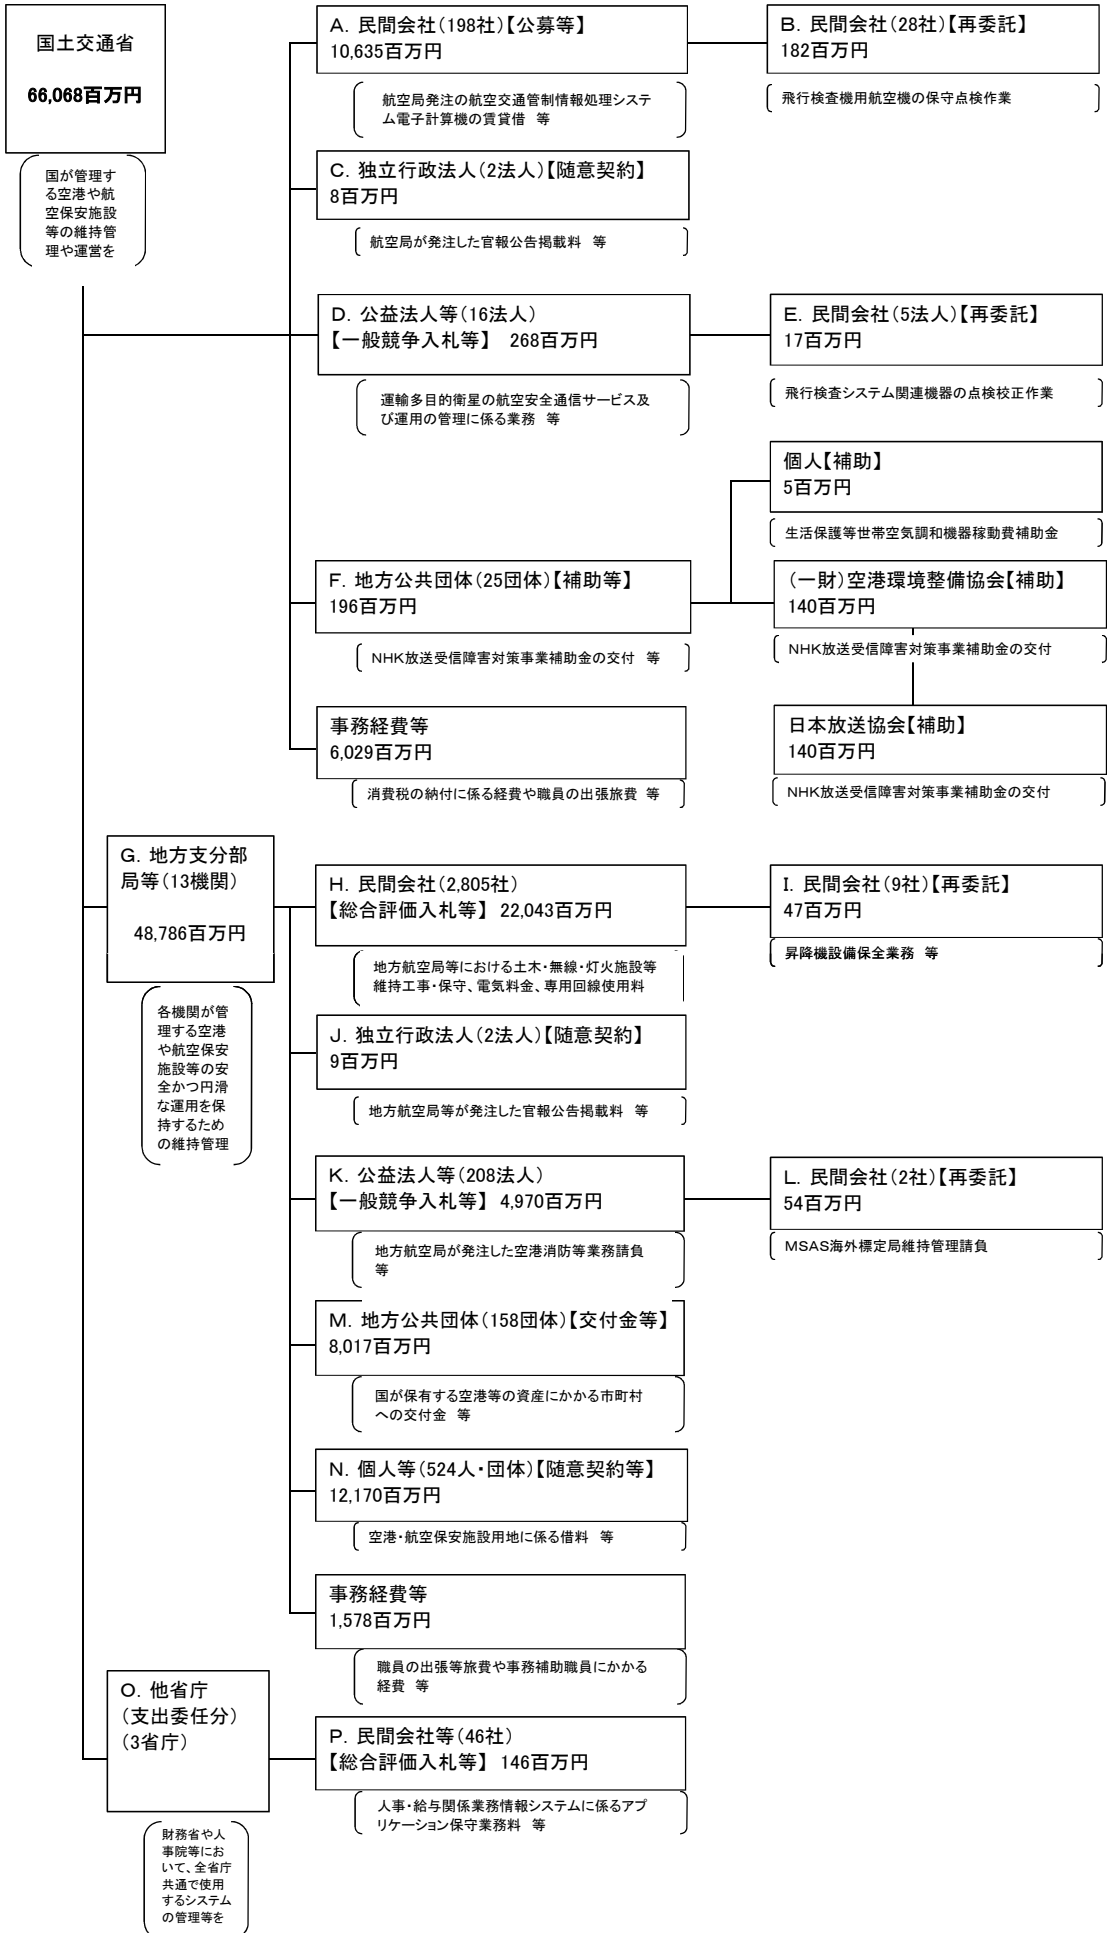 国土交通省
66,068百万円
国が管理す
る空港や航
空保安施設
等の維持管
理や運営を
A．民間会社（198社）【公募等】
10,635百万円
航空局発注の航空交通管制情報処理システ
ム電子計算機の賃貸借　等
B．民間会社（28社）【再委託】
182百万円
飛行検査機用航空機の保守点検作業
C．独立行政法人（2法人）【随意契約】
8百万円
航空局が発注した官報公告掲載料　等
D．公益法人等（16法人）
【一般競争入札等】　268百万円
運輸多目的衛星の航空安全通信サービス及
び運用の管理に係る業務　等
E．民間会社（5法人）【再委託】
17百万円
飛行検査システム関連機器の点検校正作業
個人【補助】
5百万円
生活保護等世帯空気調和機器稼動費補助金
F．地方公共団体（25団体）【補助等】
196百万円
NHK放送受信障害対策事業補助金の交付　等
（一財）空港環境整備協会【補助】
140百万円
NHK放送受信障害対策事業補助金の交付
事務経費等
6,029百万円
消費税の納付に係る経費や職員の出張旅費　等
日本放送協会【補助】
140百万円
NHK放送受信障害対策事業補助金の交付
G．地方支分部
局等（13機関）
48,786百万円
各機関が管
理する空港
や航空保安
施設等の安
全かつ円滑
な運用を保
持するため
の維持管理
H．民間会社（2,805社）
【総合評価入札等】 22,043百万円
地方航空局等における土木・無線・灯火施設等
維持工事・保守、電気料金、専用回線使用料
I．民間会社（9社）【再委託】
47百万円
昇降機設備保全業務　等
J．独立行政法人（2法人）【随意契約】
9百万円
地方航空局等が発注した官報公告掲載料　等
K．公益法人等（208法人）
【一般競争入札等】 4,970百万円
地方航空局が発注した空港消防等業務請負
等
L．民間会社（2社）【再委託】
54百万円
MSAS海外標定局維持管理請負
M．地方公共団体（158団体）【交付金等】
8,017百万円
国が保有する空港等の資産にかかる市町村
への交付金　等
N．個人等（524人・団体）【随意契約等】
12,170百万円
空港・航空保安施設用地に係る借料　等
事務経費等
1,578百万円
職員の出張等旅費や事務補助職員にかかる
経費　等
O．他省庁
（支出委任分）
（3省庁）
財務省や人
事院等にお
いて、全省庁
共通で使用
するシステム
の管理等を
P．民間会社等（46社）
【総合評価入札等】 146百万円
人事・給与関係業務情報システムに係るアプ
リケーション保守業務料　等